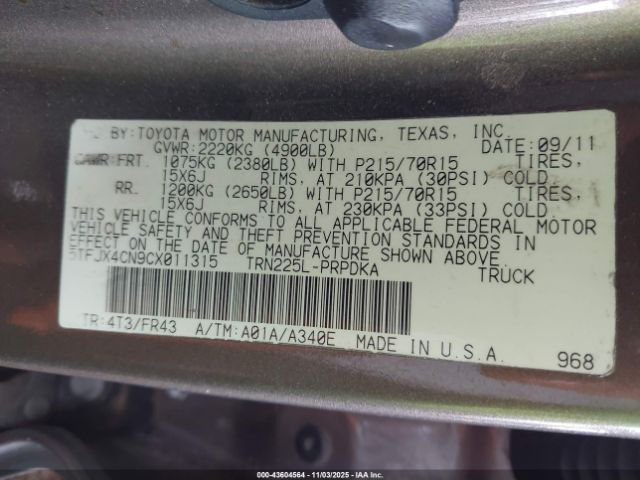 MFD BY:TOYOTA MOTOR MANUFACTURING, TEXAS, INC. DATE:09/11
GVWR:2220KG (4900LB)
GAWR:FRT. 1075KG (2380LB) WITH P215/70R15 TIRES,
15X6J RIMS, AT 210KPA (30PSI) COLD
RR. 1200KG (2650LB) WITH P215/70R15 TIRES,
15X6J RIMS, AT 230KPA (33PSI) COLD
THIS VEHICLE CONFORMS TO ALL APPLICABLE FEDERAL MOTOR
VEHICLE SAFETY AND THEFT PREVENTION STANDARDS IN
EFFECT ON THE DATE OF MANUFACTURE SHOWN ABOVE.
5TFJX4CN9CX011315 TRN225L-PRPDKA TRUCK
TR:4T3/FR43 A/TM:A01A/A340E MADE IN U.S.A. 968
000-43604564 - 11/03/2025 - IAA Inc.